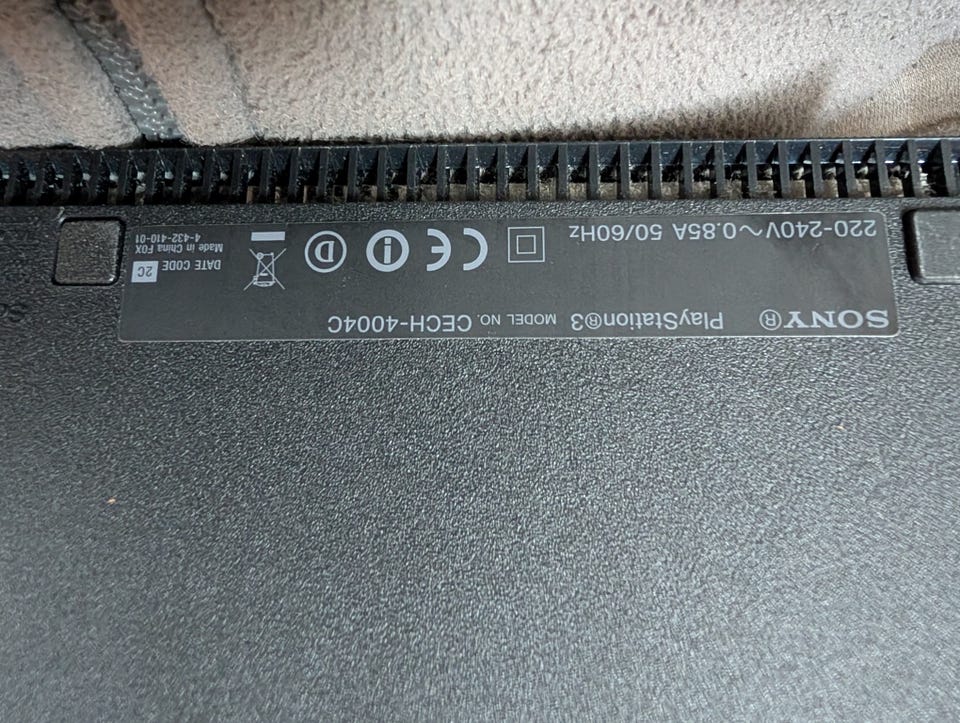 SONY® PlayStation®3 MODEL NO. CECH-4004C
220-240V~0.85A 50/60Hz
CE
i
D
DATE CODE 2C
Made in China FOX
4-432-410-01